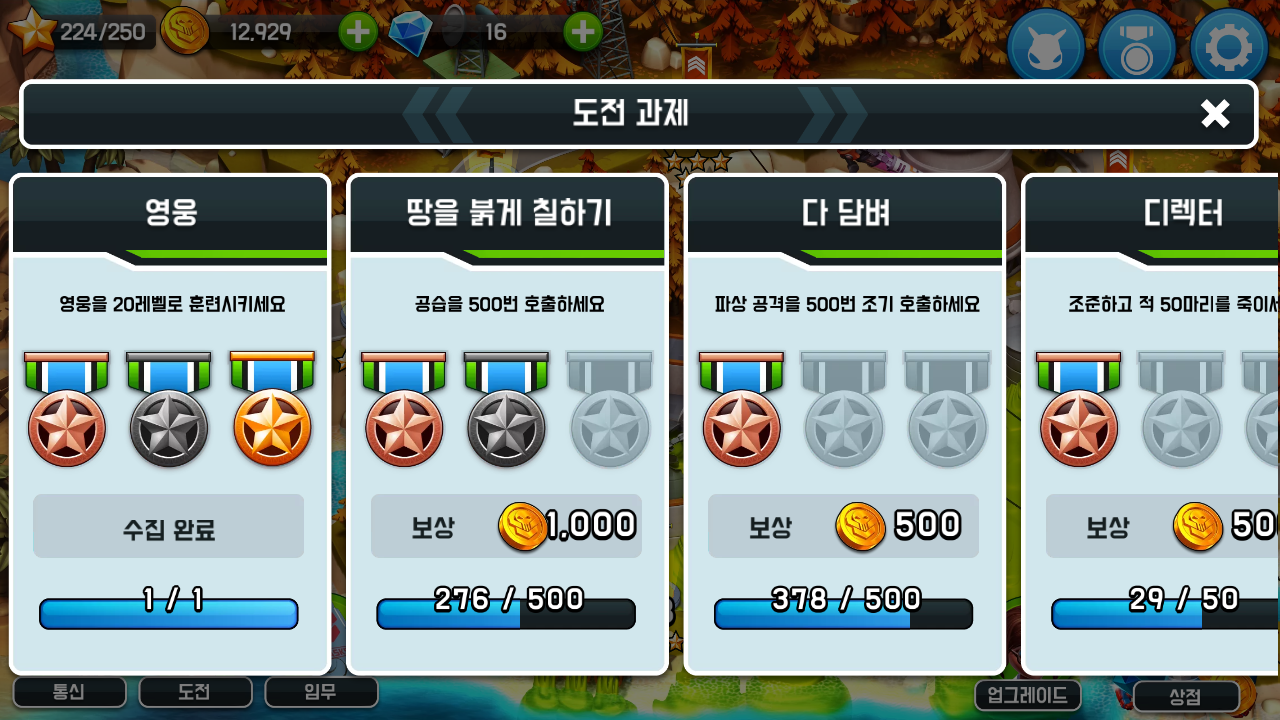 224/250
12,929
16
도전 과제
영웅
영웅을 20레벨로 훈련시키세요
수집 완료
1 / 1
땅을 붉게 칠하기
공습을 500번 호출하세요
보상 1,000
276 / 500
다 담벼
파상 공격을 500번 조기 호출하세요
보상 500
378 / 500
디렉터
조준하고 적 50마리를 죽이
보상 50
29 / 50
통신
도전
임무
업그레이드
상점